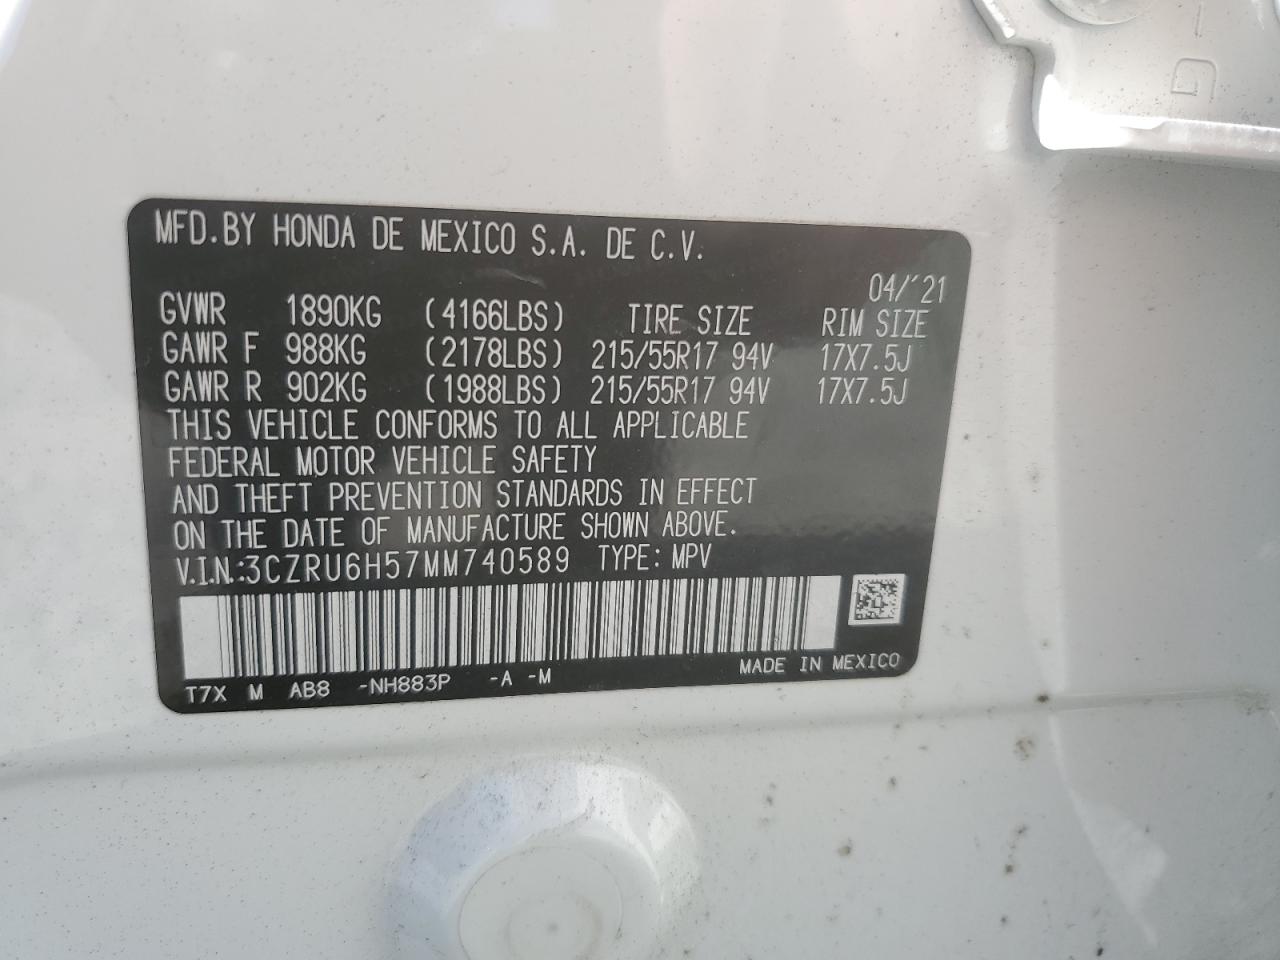 MFD.BY HONDA DE MEXICO S.A. DE C.V.
04/'21
GVWR 1890KG (4166LBS) TIRE SIZE RIM SIZE
GAWR F 988KG (2178LBS) 215/55R17 94V 17X7.5J
GAWR R 902KG (1988LBS) 215/55R17 94V 17X7.5J
THIS VEHICLE CONFORMS TO ALL APPLICABLE
FEDERAL MOTOR VEHICLE SAFETY
AND THEFT PREVENTION STANDARDS IN EFFECT
ON THE DATE OF MANUFACTURE SHOWN ABOVE.
V.I.N.:3CZRU6H57MM740589 TYPE: MPV
T7X M AB8 -NH883P -A -M MADE IN MEXICO